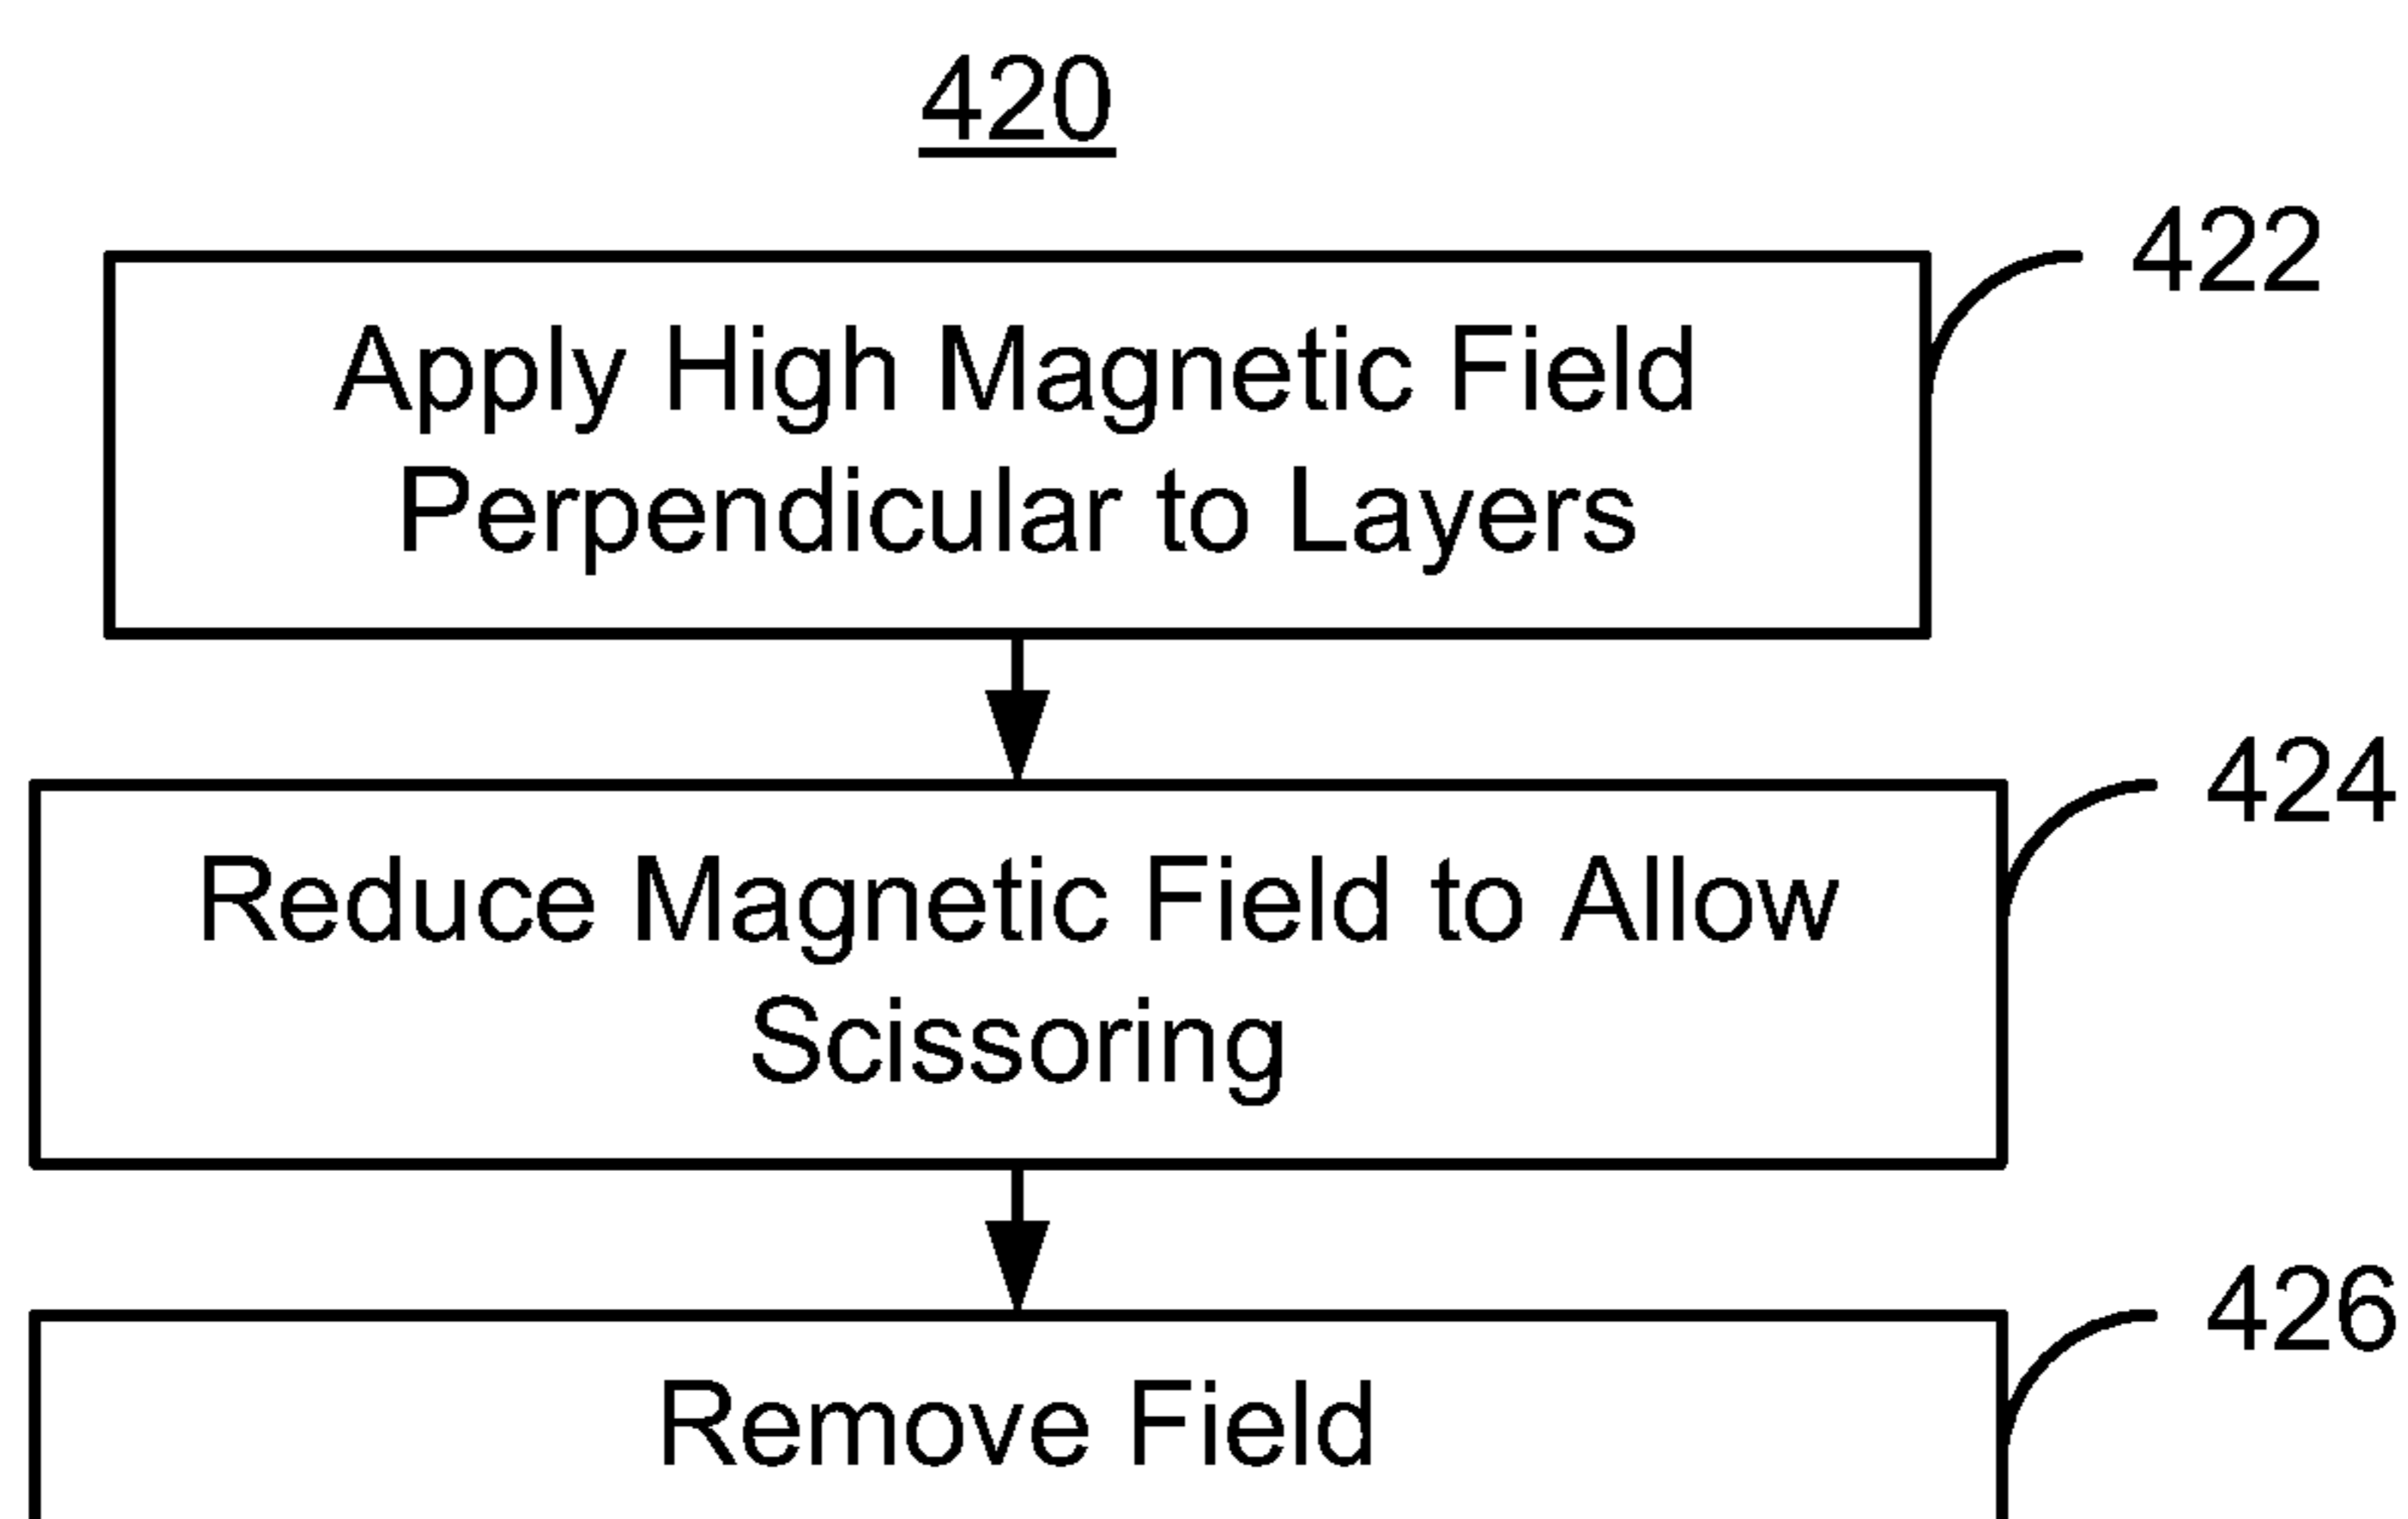 420
422
Apply High Magnetic Field
Perpendicular to Layers
424
Reduce Magnetic Field to Allow
Scissoring
426
Remove Field